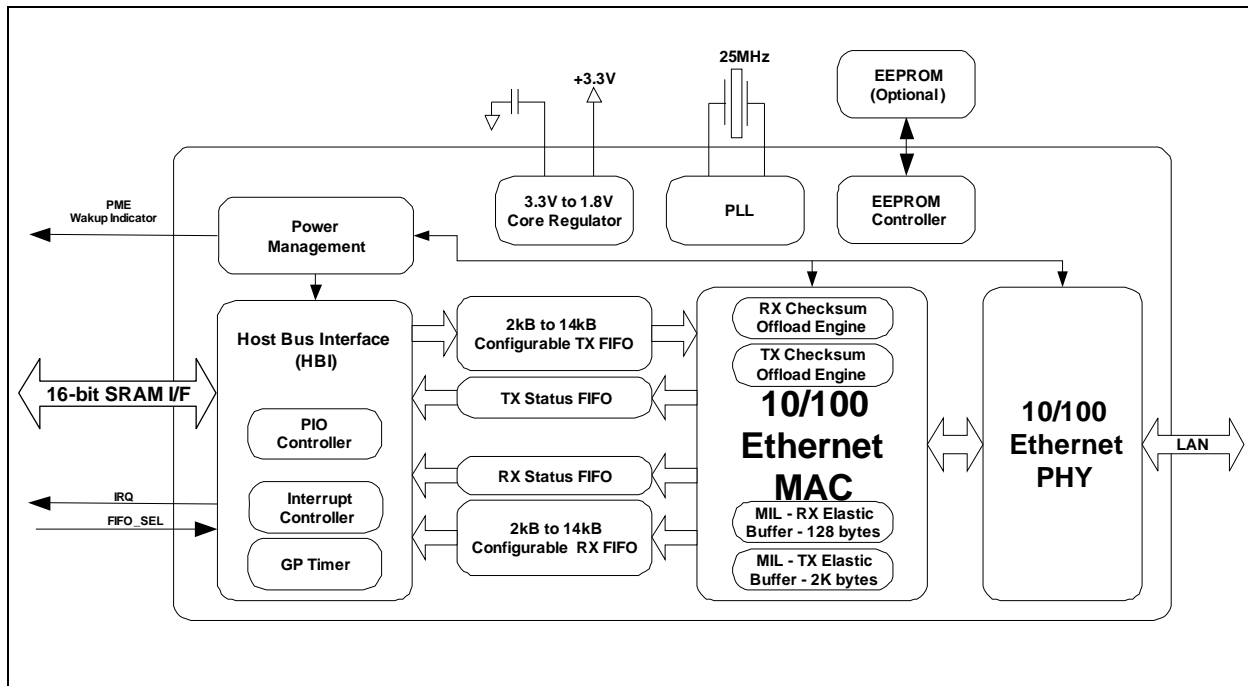 25MHz
+3.3V
EEPROM
(Optional)
3.3V to 1.8V
Core Regulator
PLL
EEPROM
Controller
PME
Wakup Indicator
Power
Management
Host Bus Interface
(HBI)
2kB to 14kB
Configurable TX FIFO
RX Checksum
Offload Engine
TX Checksum
Offload Engine
16-bit SRAM I/F
TX Status FIFO
PIO
Controller
10/100
Ethernet
MAC
10/100
Ethernet
PHY
LAN
RX Status FIFO
IRQ
FIFO_SEL
Interrupt
Controller
2kB to 14kB
Configurable RX FIFO
MIL - RX Elastic
Buffer - 128 bytes
GP Timer
MIL - TX Elastic
Buffer - 2K bytes